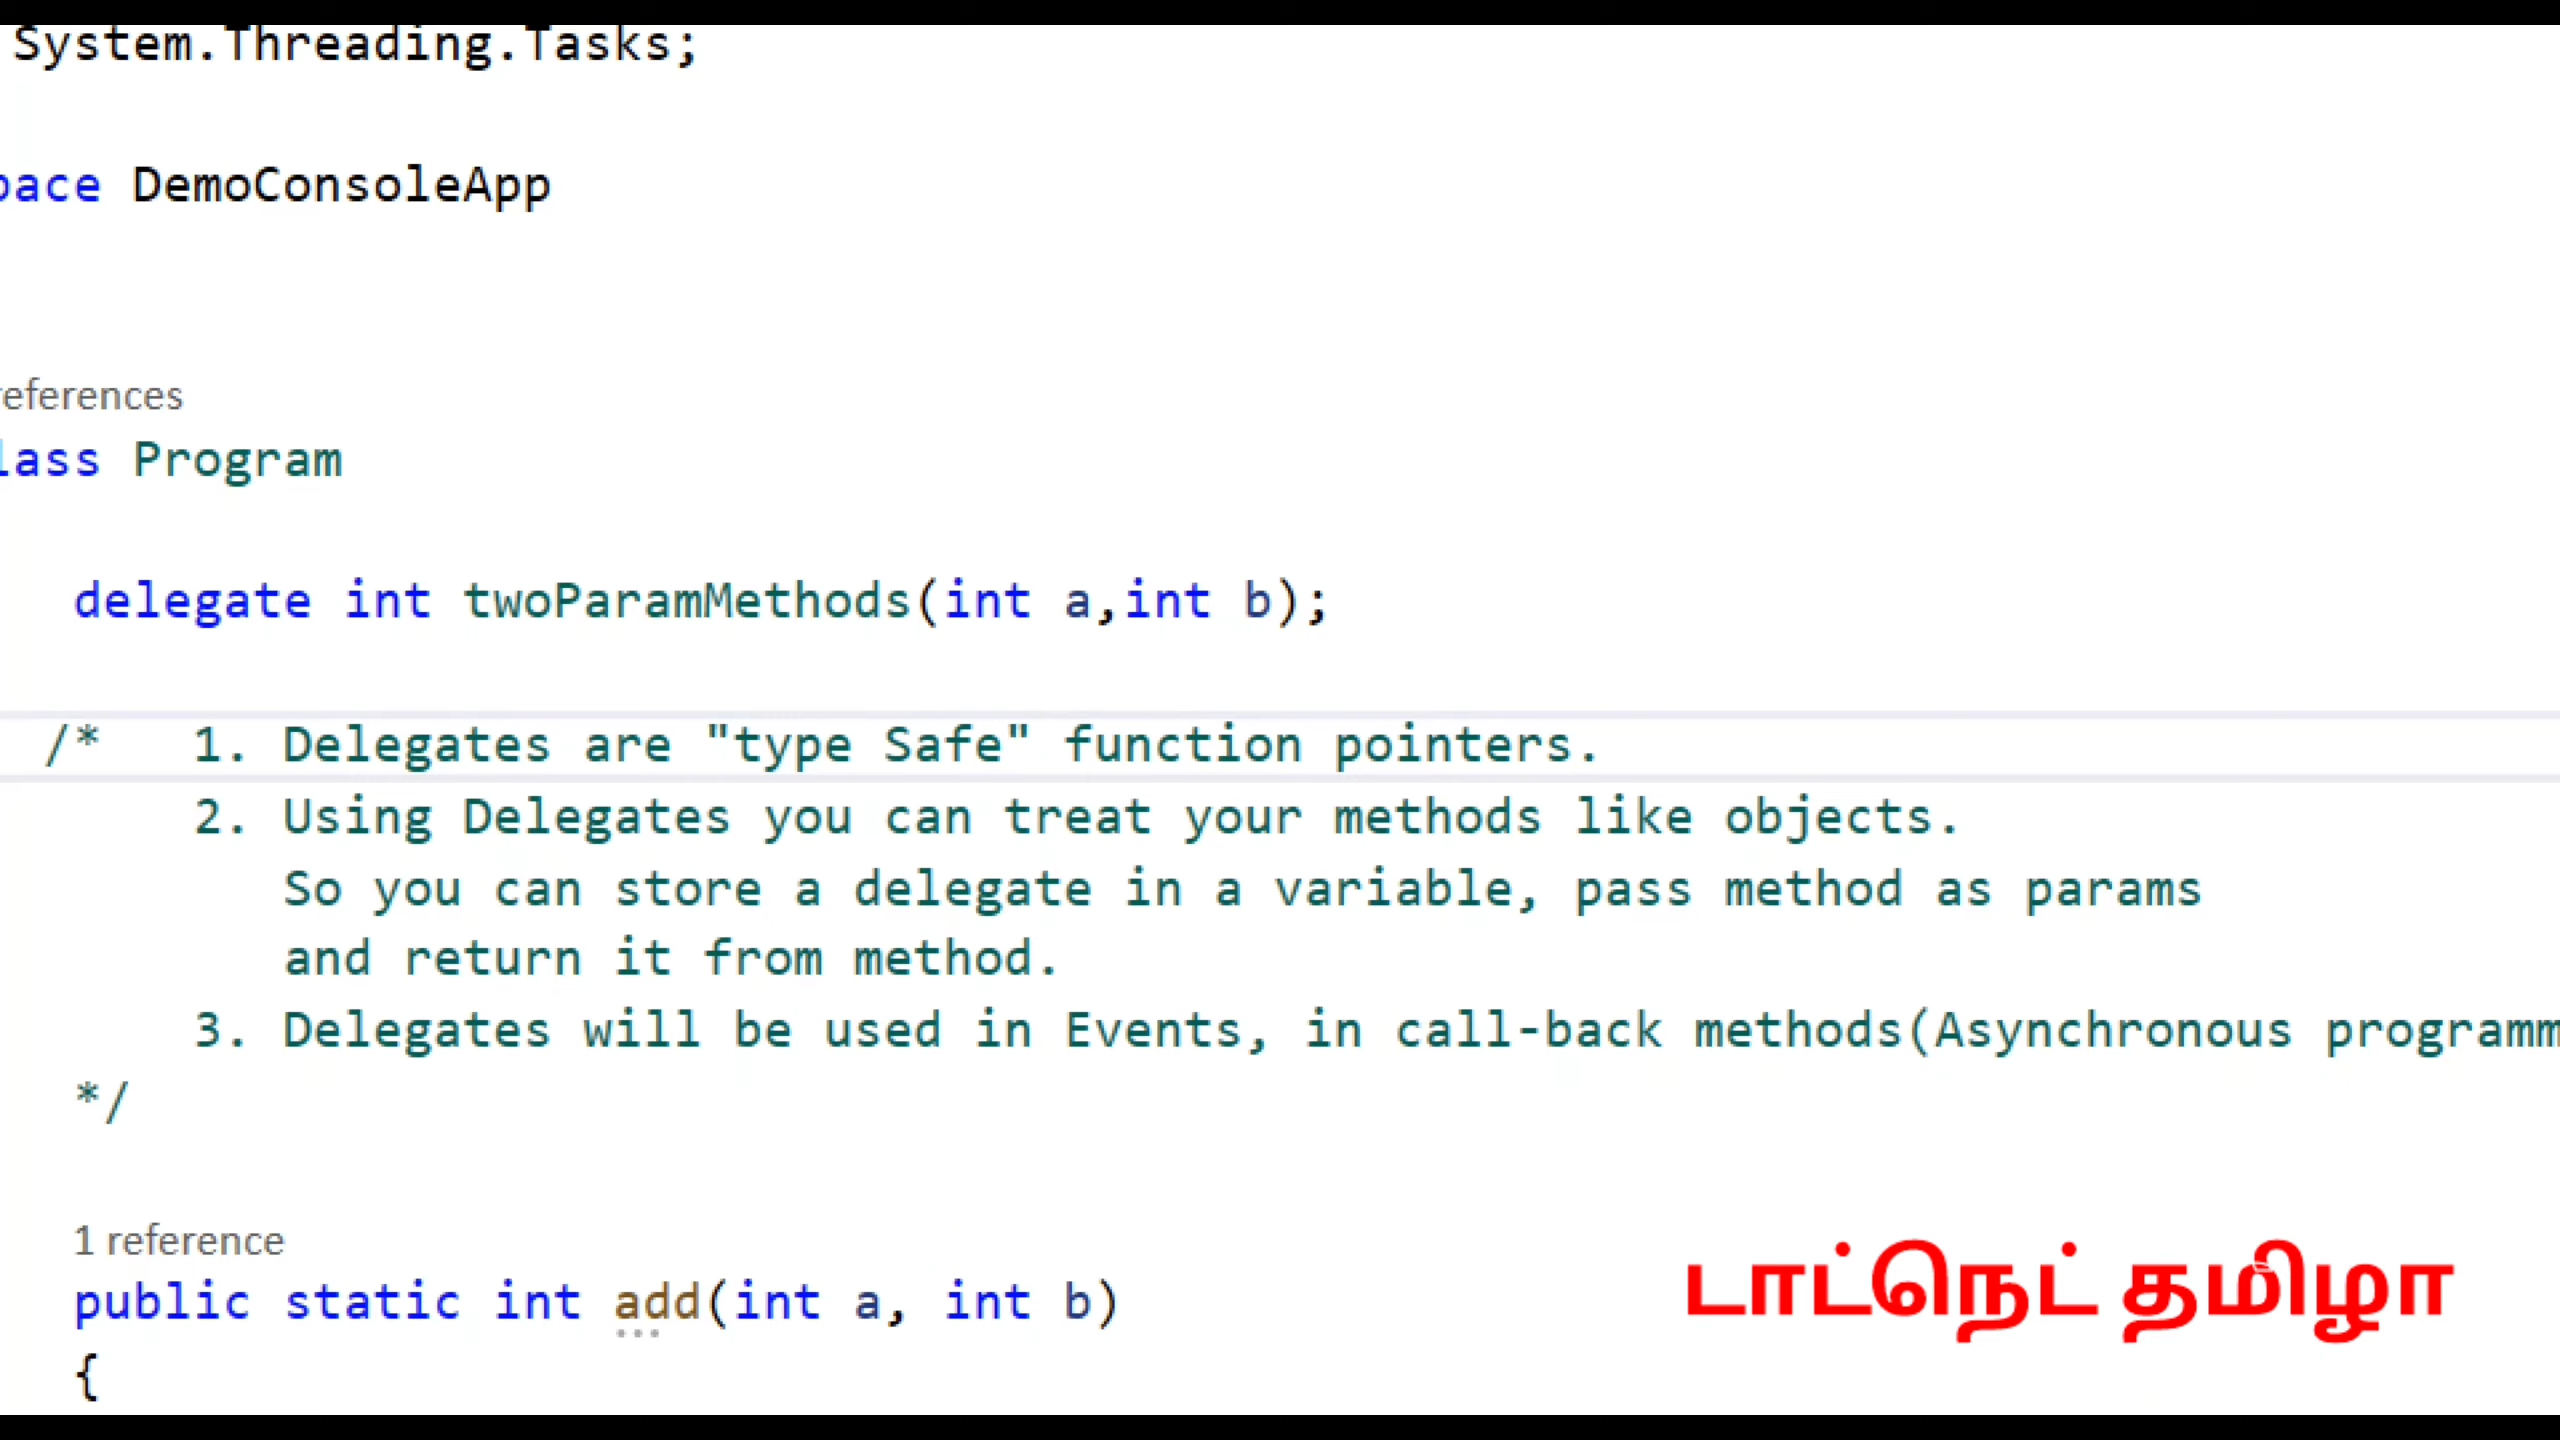 System.Threading.Tasks;
pace DemoConsoleApp
references
lass Program
delegate int twoParamMethods(int a,int b);
/* 1. Delegates are "type Safe" function pointers.
2. Using Delegates you can treat your methods like objects.
So you can store a delegate in a variable, pass method as params
and return it from method.
3. Delegates will be used in Events, in call-back methods(Asynchronous programm
*/
1 reference
public static int add(int a, int b)
{
டாட்நெட் தமிழா